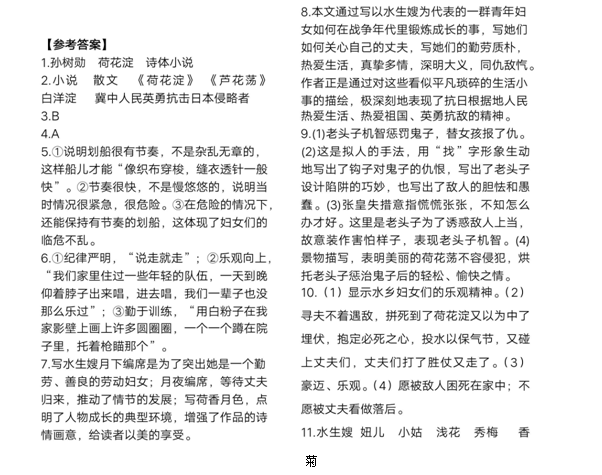 【参考答案】
1.孙树勋 荷花淀 诗体小说
2.小说 散文 《荷花淀》 《芦花荡》
白洋淀 冀中人民英勇抗击日本侵略者
3.B
4.A
5.①说明划船很有节奏，不是杂乱无章的，
这样船儿才能“像织布穿梭，缝衣透针一般
快”。②节奏很快，不是慢悠悠的，说明当
时情况很紧急，很危险。③在危险的情况下，
还能保持有节奏的划船，这体现了妇女们的
临危不乱。
6.①纪律严明，“说走就走”；②乐观向上，
“我们家里住过一些年轻的队伍，一天到晚
仰着脖子出来唱，进去唱，我们一辈子也没
那么乐过”；③勤于训练，“用白粉子在我
家影壁上画上许多圆圈圈，一个一个蹲在院
子里，托着枪瞄那个”。
7.写水生嫂月下编席是为了突出她是一个勤
劳、善良的劳动妇女；月夜编席，等待丈夫
归来，推动了情节的发展；写荷香月色，点
明了人物成长的典型环境，增强了作品的诗
情画意，给读者以美的享受。
8.本文通过写以水生嫂为代表的一群青年妇
女如何在战争年代里锻炼成长的事，写她们
如何关心自己的丈夫，写她们的勤劳质朴，
热爱生活，真挚多情，深明大义，同仇敌忾。
作者正是通过对这些看似平凡琐碎的生活小
事的描绘，极深刻地表现了抗日根据地人民
热爱生活、热爱祖国、英勇抗敌的精神。
9.(1)老头子机智惩罚鬼子，替女孩报了仇。
(2)这是拟人的手法，用“找”字形象生动
地写出了钩子对鬼子的仇恨，写出了老头子
设计陷阱的巧妙，也写出了敌人的胆怯和愚
蠢。(3)张皇失措意指慌慌张张，不知怎么
办才好。这里是老头子为了诱惑敌人上当，
故意装作害怕样子，表现老头子机智。(4)
景物描写，表明美丽的荷花荡不容侵犯，烘
托老头子惩治鬼子后的轻松、愉快之情。
10.（1）显示水乡妇女们的乐观精神。（2）
寻夫不着遇敌，拼死到了荷花淀又以为中了
埋伏，抱定必死之心，投水以保气节，又碰
上丈夫们，丈夫们打了胜仗又走了。（3）
豪迈、乐观。（4）愿被敌人困死在家中；不
愿被丈夫看做落后。
11.水生嫂 妞儿 小姑 浅花 秀梅 香
菊